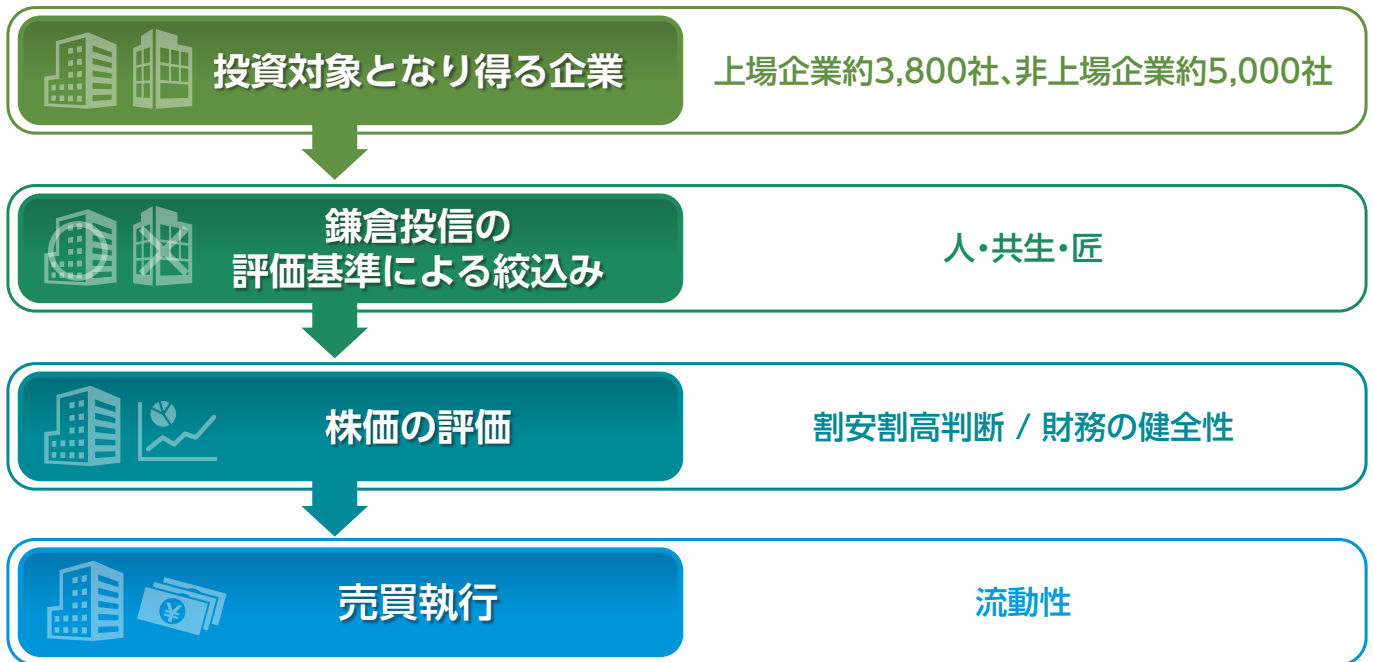 投資対象となり得る企業
上場企業約3,800社、非上場企業約5,000社
鎌倉投信の
評価基準による絞込み
人・共生・匠
株価の評価
割安割高判断 / 財務の健全性
売買執行
流動性